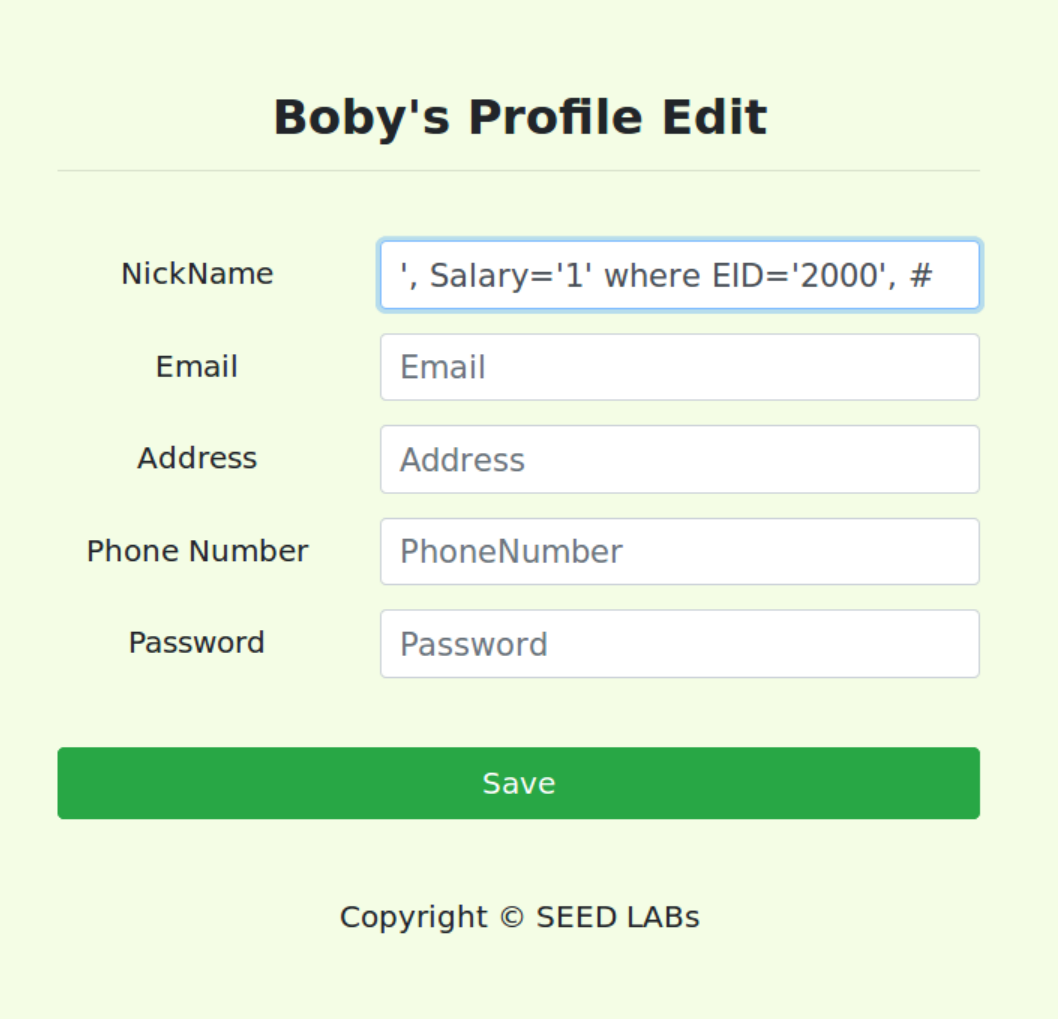 Boby's Profile Edit
NickName ', Salary='1' where EID='2000', #
Email Email
Address Address
Phone Number PhoneNumber
Password Password
Save
Copyright © SEED LABs